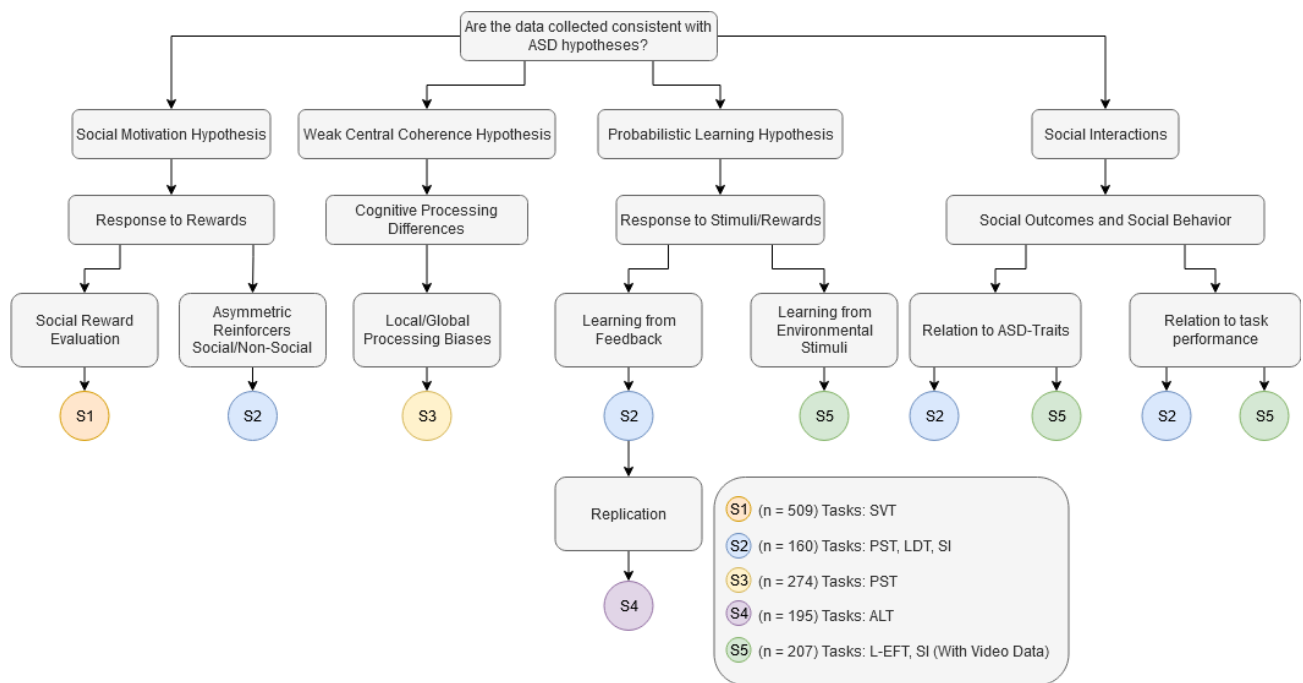 Are the data collected consistent with
ASD hypotheses?
Social Motivation Hypothesis
Weak Central Coherence Hypothesis
Probabilistic Learning Hypothesis
Social Interactions
Response to Rewards
Cognitive Processing
Differences
Response to Stimuli/Rewards
Social Outcomes and Social Behavior
Social Reward
Evaluation
Asymmetric
Reinforcers
Social/Non-Social
Local/Global
Processing Biases
Learning from
Feedback
Learning from
Environmental
Stimuli
Relation to ASD-Traits
Relation to task
performance
S1
S2
S3
S2
S5
S2
S5
S2
S5
Replication
S4
S1 (n = 509) Tasks: SVT
S2 (n = 160) Tasks: PST, LDT, SI
S3 (n = 274) Tasks: PST
S4 (n = 195) Tasks: ALT
S5 (n = 207) Tasks: L-EFT, SI (With Video Data)